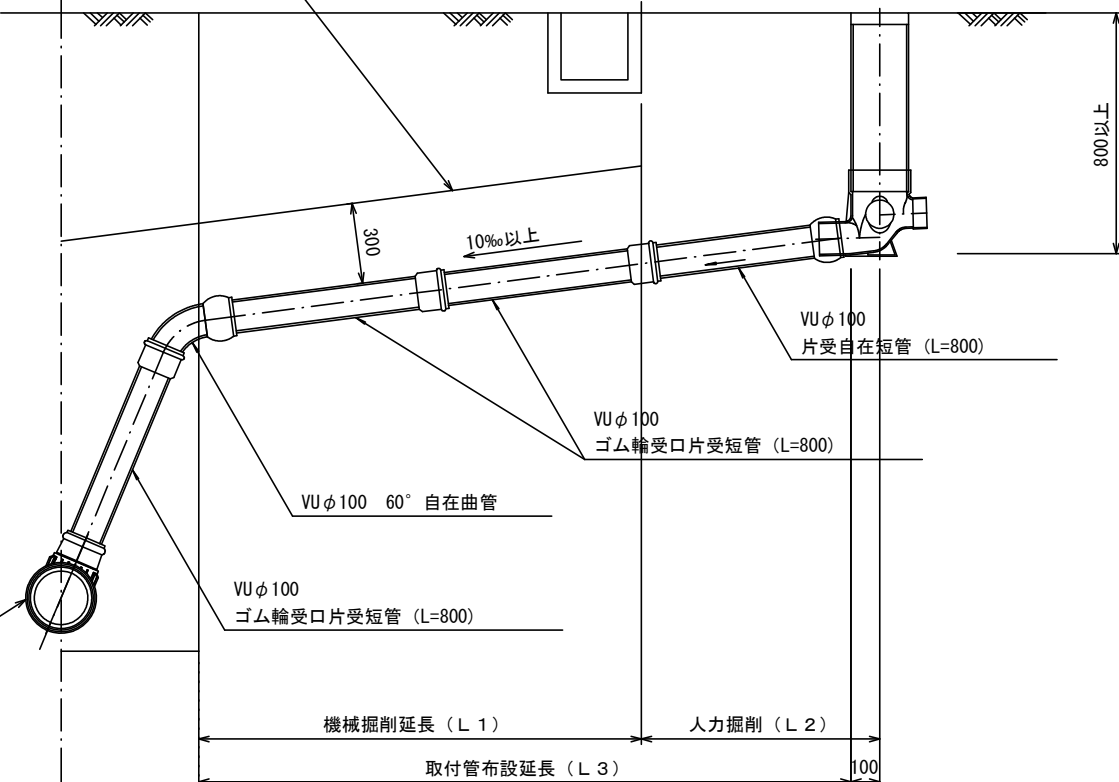 800以上
300
10‰以上
VUφ100
片受自在短管（L=800）
VUφ100
ゴム輪受口片受短管（L=800）
VUφ100　60°自在曲管
VUφ100
ゴム輪受口片受短管（L=800）
機械掘削延長（Ｌ１）
人力掘削（Ｌ２）
取付管布設延長（Ｌ３）
100